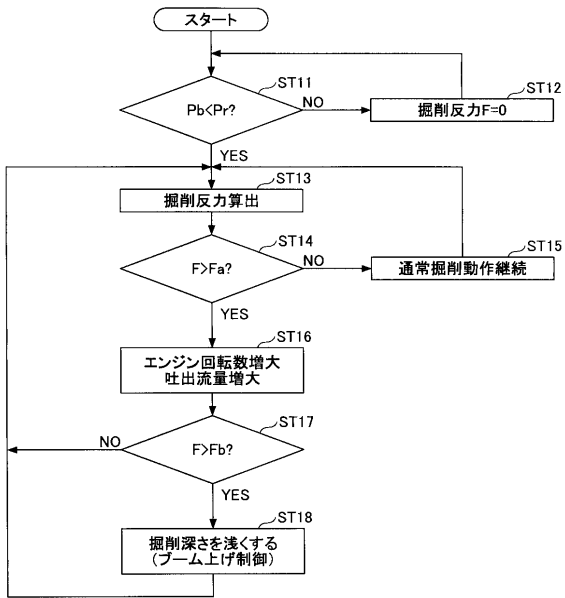 スタート
ST11
Pb<Pr?
NO
ST12
掘削反力F=0
YES
ST13
掘削反力算出
ST14
F>Fa?
NO
ST15
通常掘削動作継続
YES
ST16
エンジン回転数増大
吐出流量増大
ST17
F>Fb?
NO
YES
ST18
掘削深さを浅くする
(ブーム上げ制御)